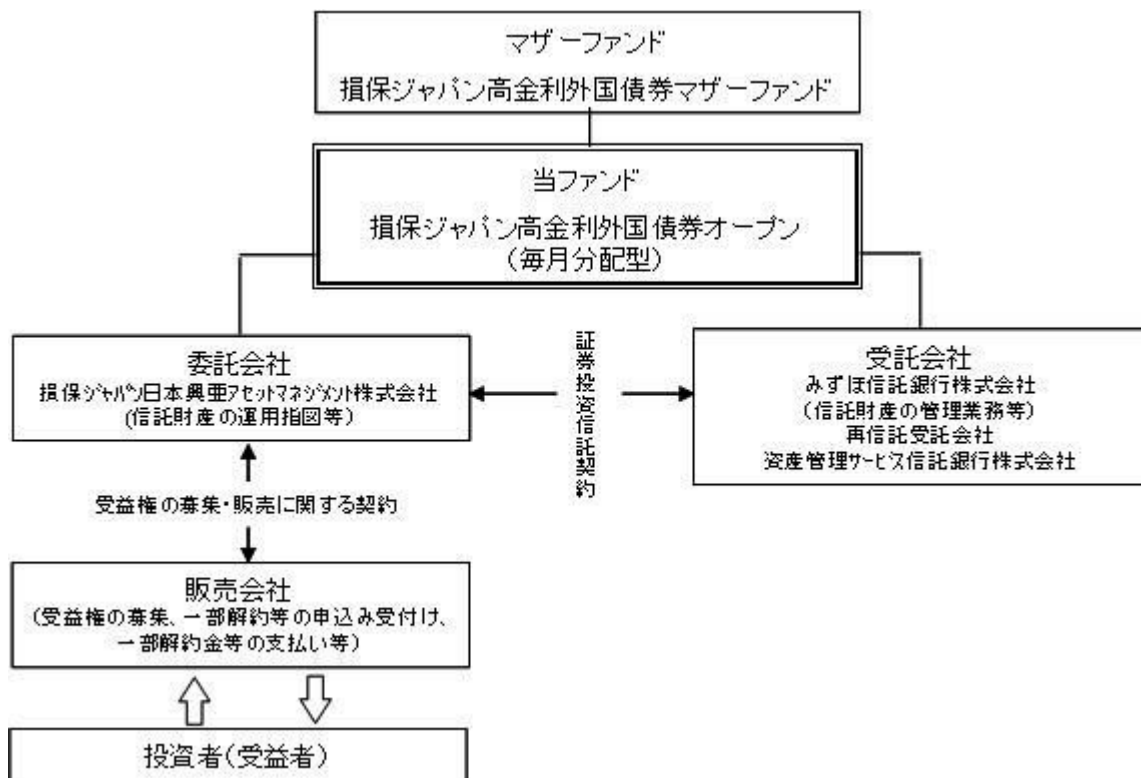 マザーファンド
損保ジャパン高金利外国債券マザーファンド
当ファンド
損保ジャパン高金利外国債券オープン
(毎月分配型)
委託会社
損保ジャパン日本興亜アセットマネジメント株式会社
(信託財産の運用指図等)
証券投資信託契約
受託会社
みずほ信託銀行株式会社
(信託財産の管理業務等)
再信託受託会社
資産管理サービス信託銀行株式会社
受益権の募集・販売に関する契約
販売会社
(受益権の募集、一部解約等の申込み受付け、
一部解約金等の支払い等)
投資者(受益者)